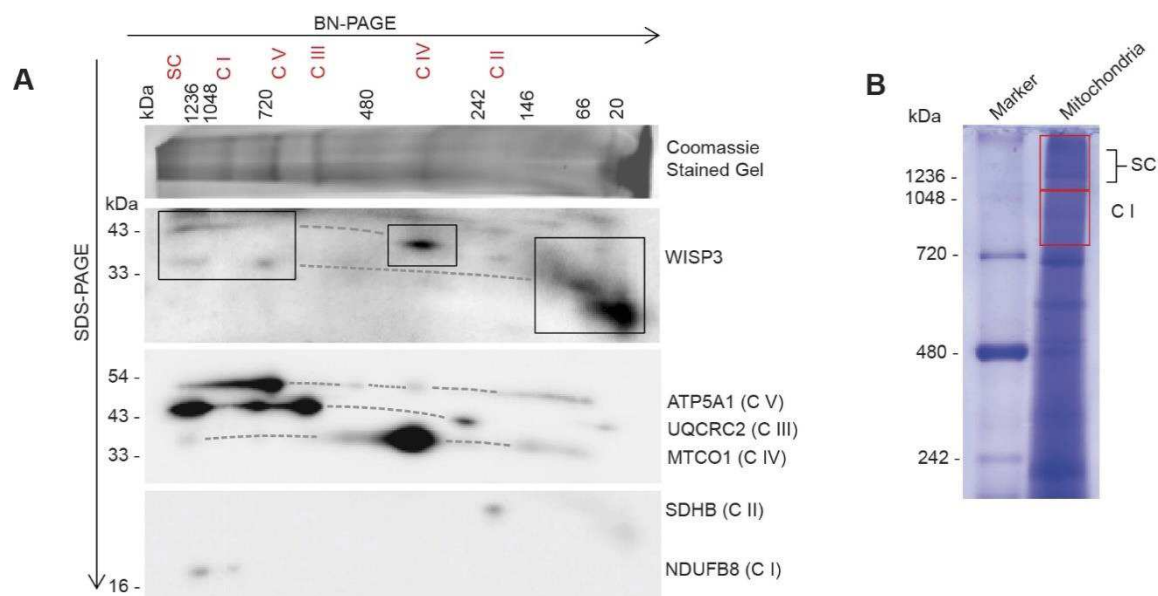 BN-PAGE
A
SC
C I
C V
C III
C IV
C II
kDa
1236
1048
720
480
242
146
66
20
Coomassie
Stained Gel
kDa
43 -
33 -
WISP3
SDS-PAGE
54 -
43 -
33 -
ATP5A1 (C V)
UQCRC2 (C III)
MTCO1 (C IV)
SDHB (C II)
NDUFB8 (C I)
16 -
B
Marker
Mitochondria
kDa
1236 -
1048 -
720 -
480 -
242 -
SC
C I